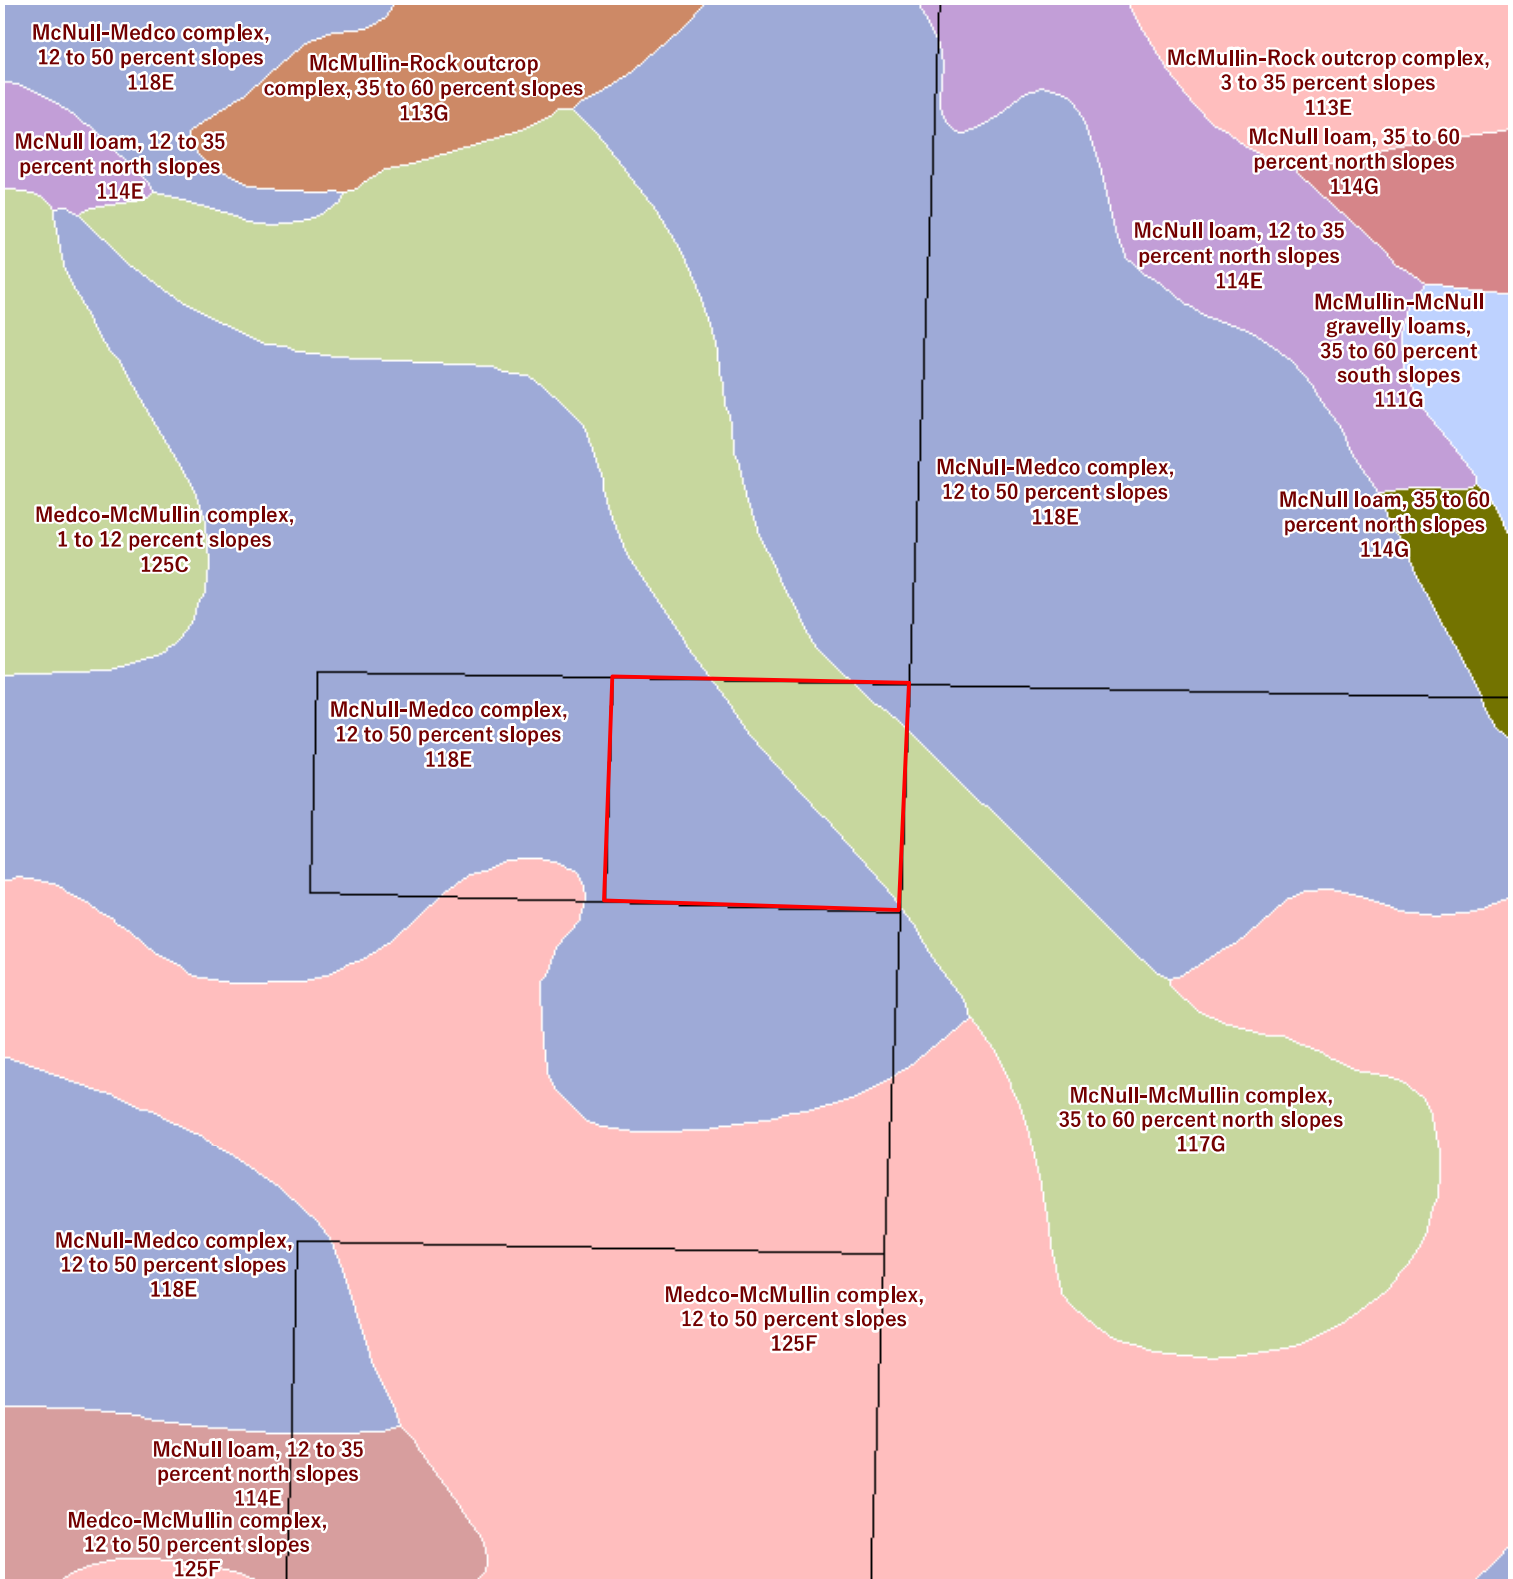 McNull-Medco complex,
12 to 50 percent slopes
118E
McMullin-Rock outcrop
complex, 35 to 60 percent slopes
113G
McMullin-Rock outcrop complex,
3 to 35 percent slopes
113E
McNull loam, 12 to 35
percent north slopes
114E
McNull loam, 35 to 60
percent north slopes
114G
McNull loam, 12 to 35
percent north slopes
114E
McMullin-McNull
gravelly loams,
35 to 60 percent
south slopes
111G
McNull-Medco complex,
12 to 50 percent slopes
118E
McNull loam, 35 to 60
percent north slopes
114G
Medco-McMullin complex,
1 to 12 percent slopes
125C
McNull-Medco complex,
12 to 50 percent slopes
118E
McNull-McMullin complex,
35 to 60 percent north slopes
117G
McNull-Medco complex,
12 to 50 percent slopes
118E
Medco-McMullin complex,
12 to 50 percent slopes
125F
McNull loam, 12 to 35
percent north slopes
114E
Medco-McMullin complex,
12 to 50 percent slopes
125F